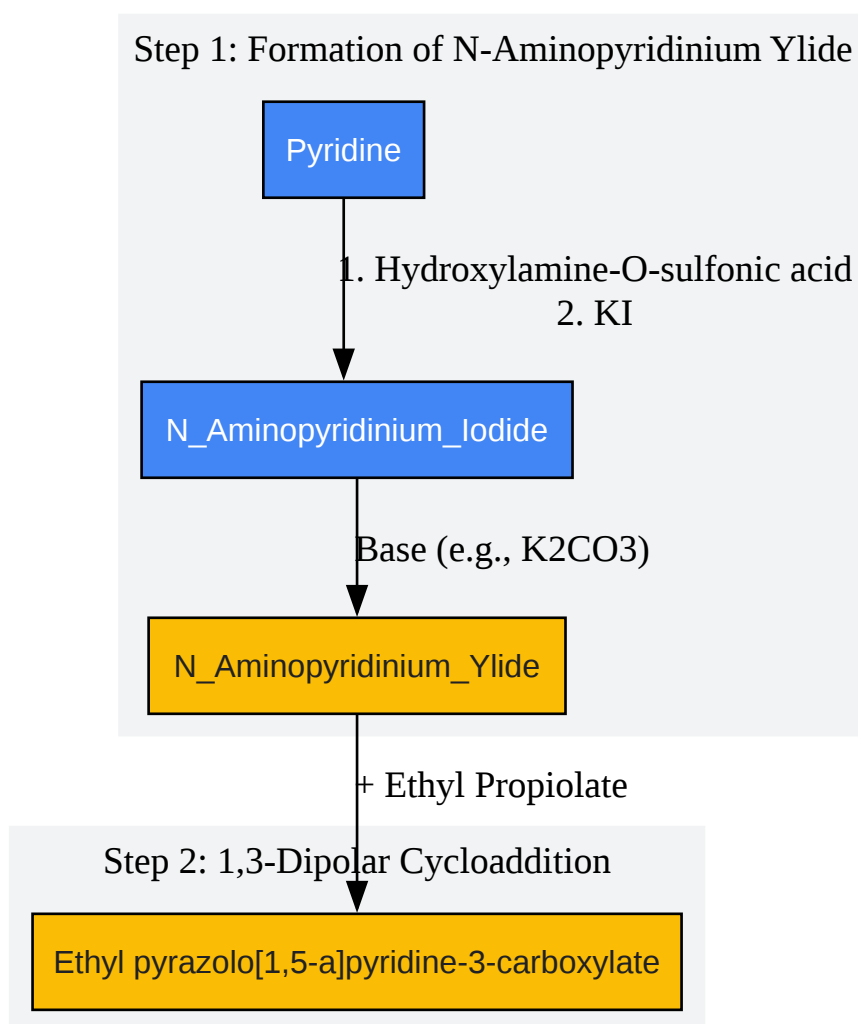 Step 1: Formation of N-Aminopyridinium Ylide
Pyridine
1. Hydroxylamine-O-sulfonic acid
2. KI
N_Aminopyridinium_Iodide
Base (e.g., K2CO3)
N_Aminopyridinium_Ylide
+ Ethyl Propiolate
Step 2: 1,3-Dipolar Cycloaddition
Ethyl pyrazolo[1,5-a]pyridine-3-carboxylate